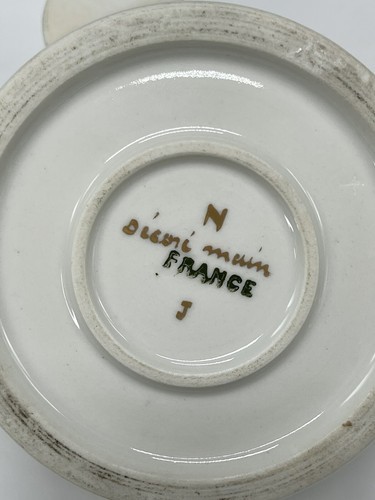 N
Décoré main
FRANCE
J